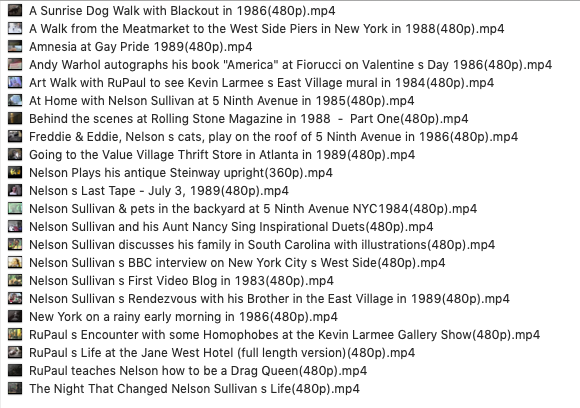 A Sunrise Dog Walk with Blackout in 1986(480p).mp4
A Walk from the Meatmarket to the West Side Piers in New York in 1988(480p).mp4
Amnesia at Gay Pride 1989(480p).mp4
Andy Warhol autographs his book "America" at Fiorucci on Valentine s Day 1986(480p).mp4
Art Walk with RuPaul to see Kevin Larmee s East Village mural in 1984(480p).mp4
At Home with Nelson Sullivan at 5 Ninth Avenue in 1985(480p).mp4
Behind the scenes at Rolling Stone Magazine in 1988  -  Part One(480p).mp4
Freddie & Eddie, Nelson s cats, play on the roof of 5 Ninth Avenue in 1986(480p).mp4
Going to the Value Village Thrift Store in Atlanta in 1989(480p).mp4
Nelson Plays his antique Steinway upright(360p).mp4
Nelson s Last Tape - July 3, 1989(480p).mp4
Nelson Sullivan & pets in the backyard at 5 Ninth Avenue NYC1984(480p).mp4
Nelson Sullivan and his Aunt Nancy Sing Inspirational Duets(480p).mp4
Nelson Sullivan discusses his family in South Carolina with illustrations(480p).mp4
Nelson Sullivan s BBC interview on New York City s West Side(480p).mp4
Nelson Sullivan s First Video Blog in 1983(480p).mp4
Nelson Sullivan s Rendezvous with his Brother in the East Village in 1989(480p).mp4
New York on a rainy early morning in 1986(480p).mp4
RuPaul s Encounter with some Homophobes at the Kevin Larmee Gallery Show(480p).mp4
RuPaul s Life at the Jane West Hotel (full length version)(480p).mp4
RuPaul teaches Nelson how to be a Drag Queen(480p).mp4
The Night That Changed Nelson Sullivan s Life(480p).mp4